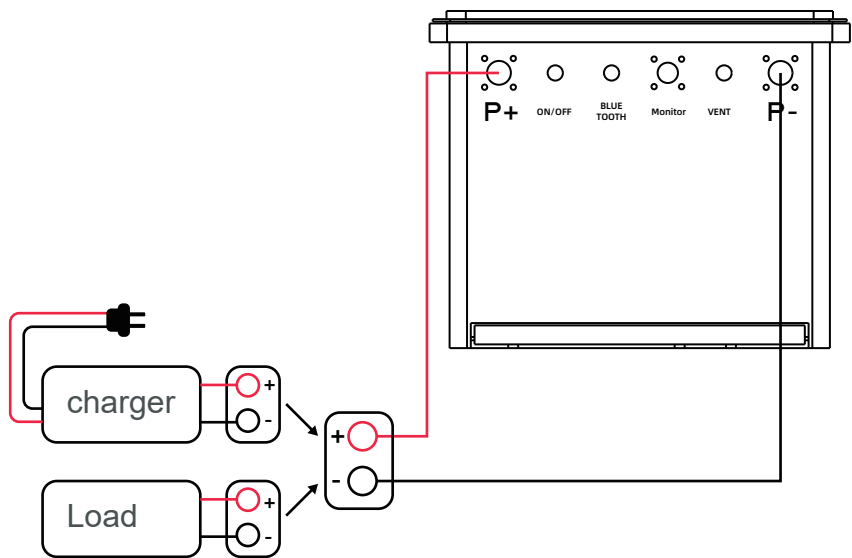 P+
ON/OFF
BLUE
TOOTH
Monitor
VENT
P-
charger
+
-
+
-
Load
+
-